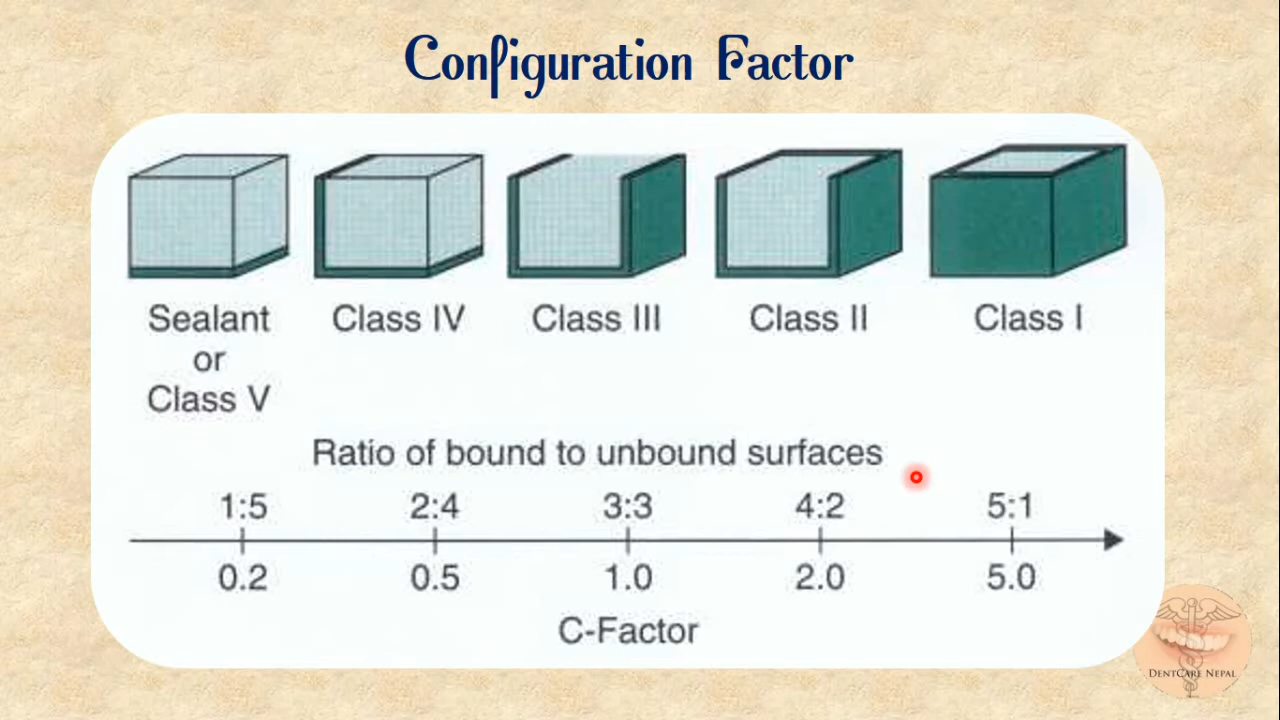 Configuration Factor
Sealant
or
Class V
Class IV
Class III
Class II
Class I
Ratio of bound to unbound surfaces
1:5 2:4 3:3 4:2 5:1
0.2 0.5 1.0 2.0 5.0
C-Factor
DENTCARE NEPAL